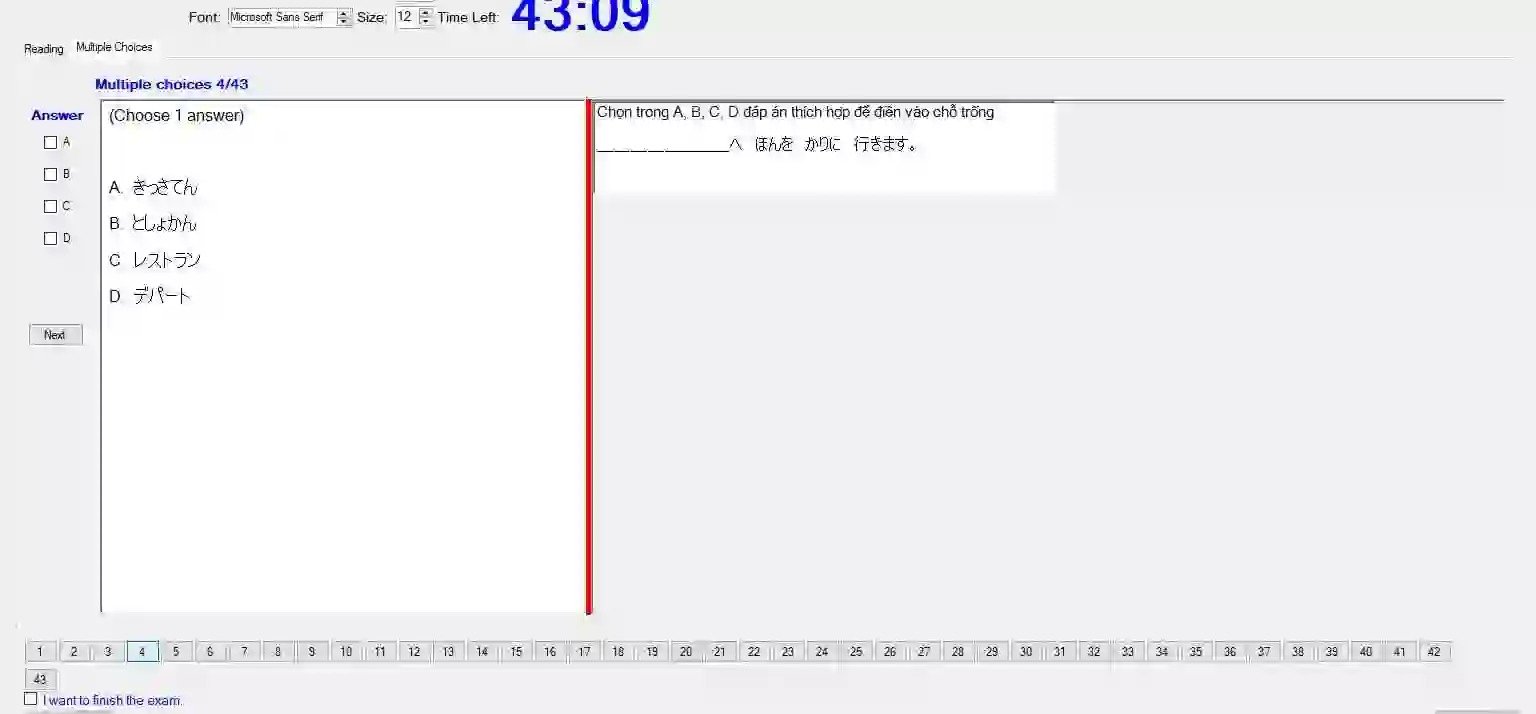 Font: Microsoft Sans Serif Size: 12 Time Left: 43:09
Reading Multiple Choices
Multiple choices 4/43
Answer
A
B
C
D
Next
(Choose 1 answer)
A. きっさてん
B. としょかん
C レストラン
D. デパート
Chọn trong A, B, C, D đáp án thích hợp để điền vào chỗ trống
________________へ ほんを かりに 行きます。
1 2 3 4 5 6 7 8 9 10 11 12 13 14 15 16 17 18 19 20 21 22 23 24 25 26 27 28 29 30 31 32 33 34 35 36 37 38 39 40 41 42
43
I want to finish the exam.